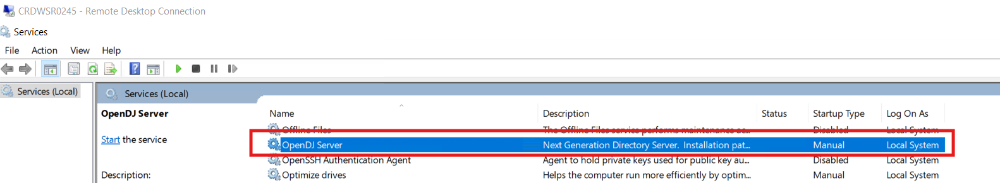 CRDWSR0245 - Remote Desktop Connection
Services
File Action View Help
Services (Local)
Services (Local)
OpenDJ Server
Start the service
Description:
Name Description Status Startup Type Log On As
Offline Files The Offline Files service performs maintenance ac... Disabled Local System
OpenDJ Server Next Generation Directory Server. Installation pat... Manual Local System
OpenSSH Authentication Agent Agent to hold private keys used for public key au... Disabled Local System
Optimize drives Helps the computer run more efficiently by optim... Manual Local System